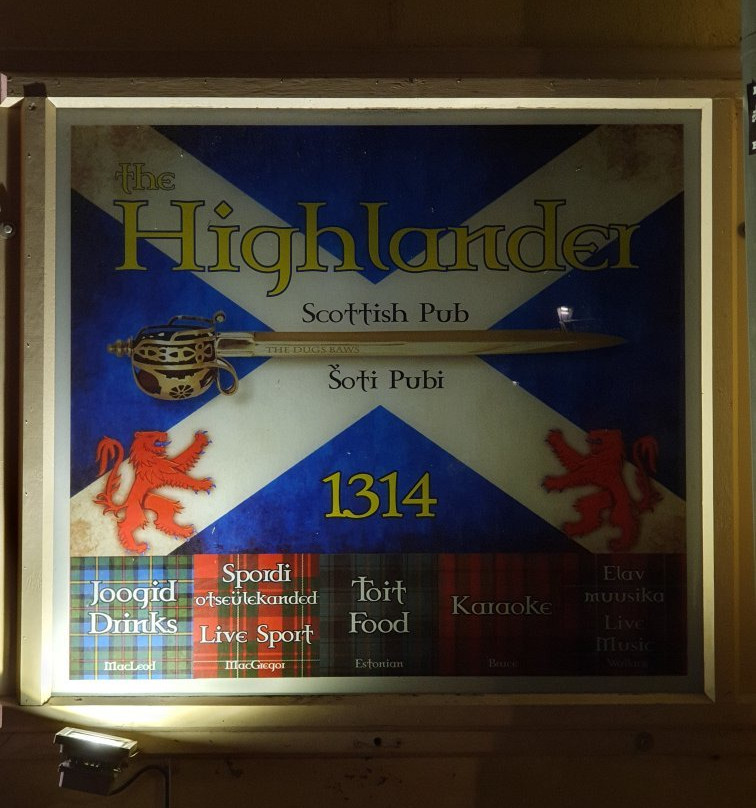 the
Highlander
Scottish Pub
THE DUGS BAWS
Šoti Pubi
1314
Joogid
Drinks
MacLeod
Spordi
otseülekanded
Live Sport
MacGregor
Toit
Food
Estonian
Karaoke
Bruce
Elav
muusika
Live
Music